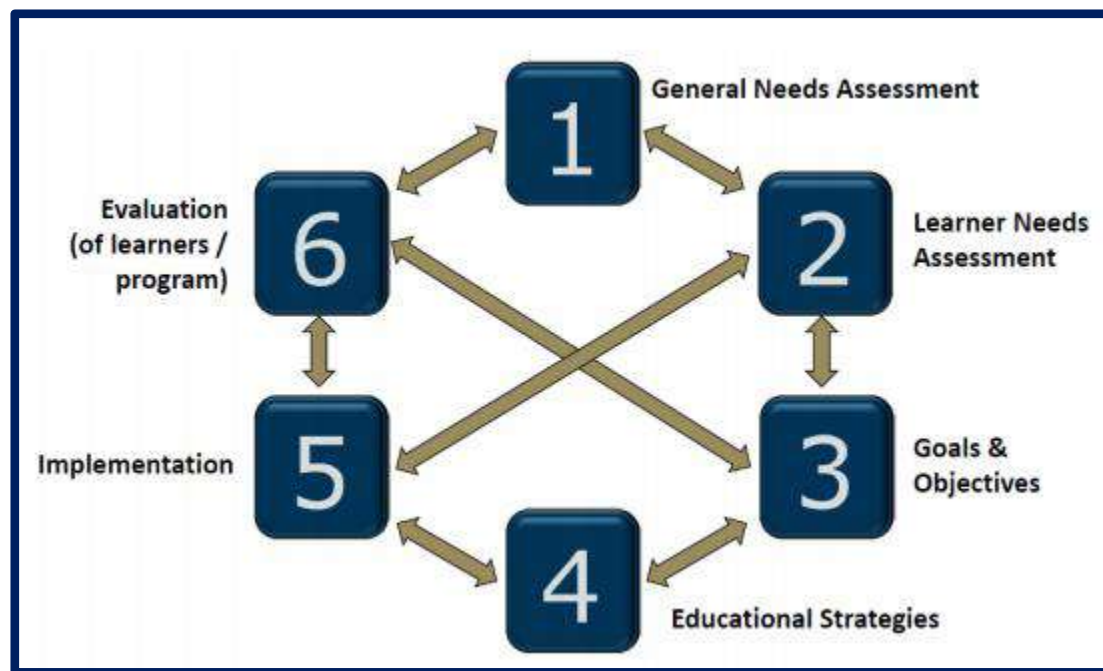 1
General Needs Assessment
2
Learner Needs
Assessment
3
Goals &
Objectives
4
Educational Strategies
5
Implementation
6
Evaluation
(of learners /
program)